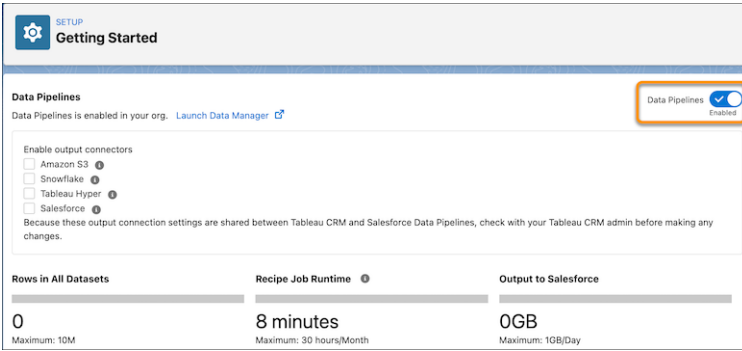 SETUP
Getting Started
Data Pipelines
Data Pipelines is enabled in your org. Launch Data Manager
Data Pipelines
Enabled
Enable output connectors
Amazon S3
Snowflake
Tableau Hyper
Salesforce
Because these output connection settings are shared between Tableau CRM and Salesforce Data Pipelines, check with your Tableau CRM admin before making any
changes.
Rows in All Datasets
Recipe Job Runtime
Output to Salesforce
0
8 minutes
0GB
Maximum: 10M
Maximum: 30 hours/Month
Maximum: 1GB/Day